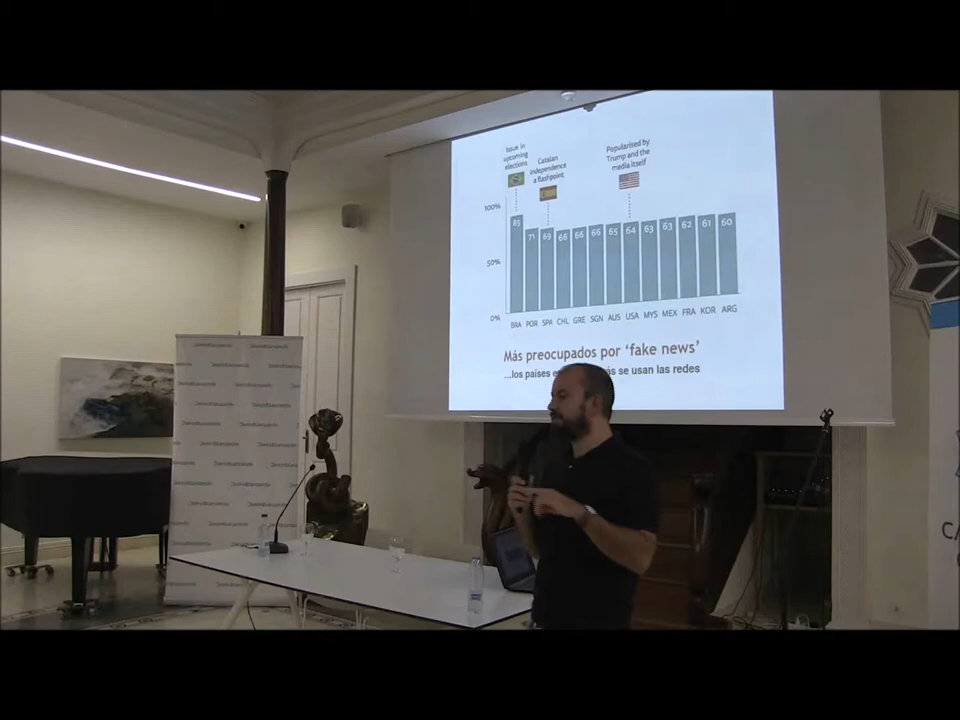 Issue in
upcoming
elections
Catalan
independence
a flashpoint
Popularised by
Trump and the
media itself
100%
50%
0%
85 71 69 66 66 66 65 64 63 63 62 61 60
BRA POR SPA CHL GRE SGN AUS USA MYS MEX FRA KOR ARG
Más preocupados por ‘fake news’
...los países e ás se usan las redes